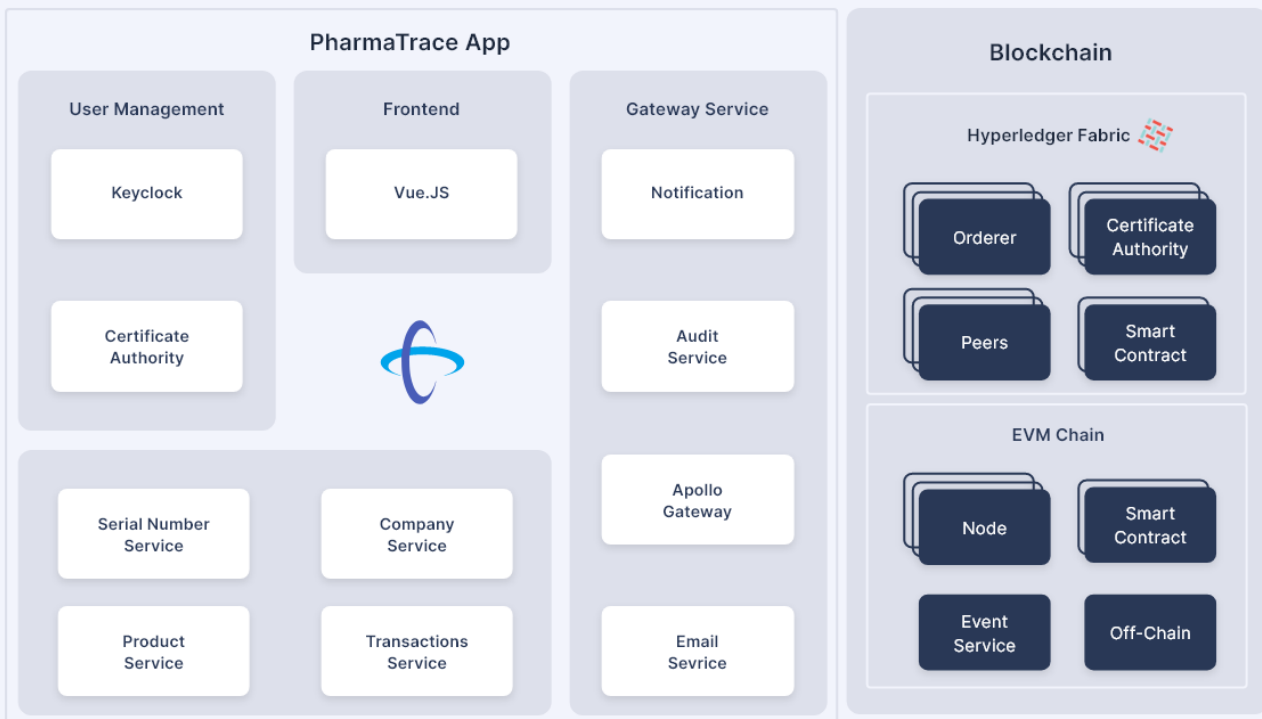 PharmaTrace App
User Management
Keyclock
Certificate
Authority
Frontend
Vue.JS
Gateway Service
Notification
Audit
Service
Apollo
Gateway
Email
Sevrice
Serial Number
Service
Company
Service
Product
Service
Transactions
Service
Blockchain
Hyperledger Fabric
Orderer
Certificate
Authority
Peers
Smart
Contract
EVM Chain
Node
Smart
Contract
Event
Service
Off-Chain